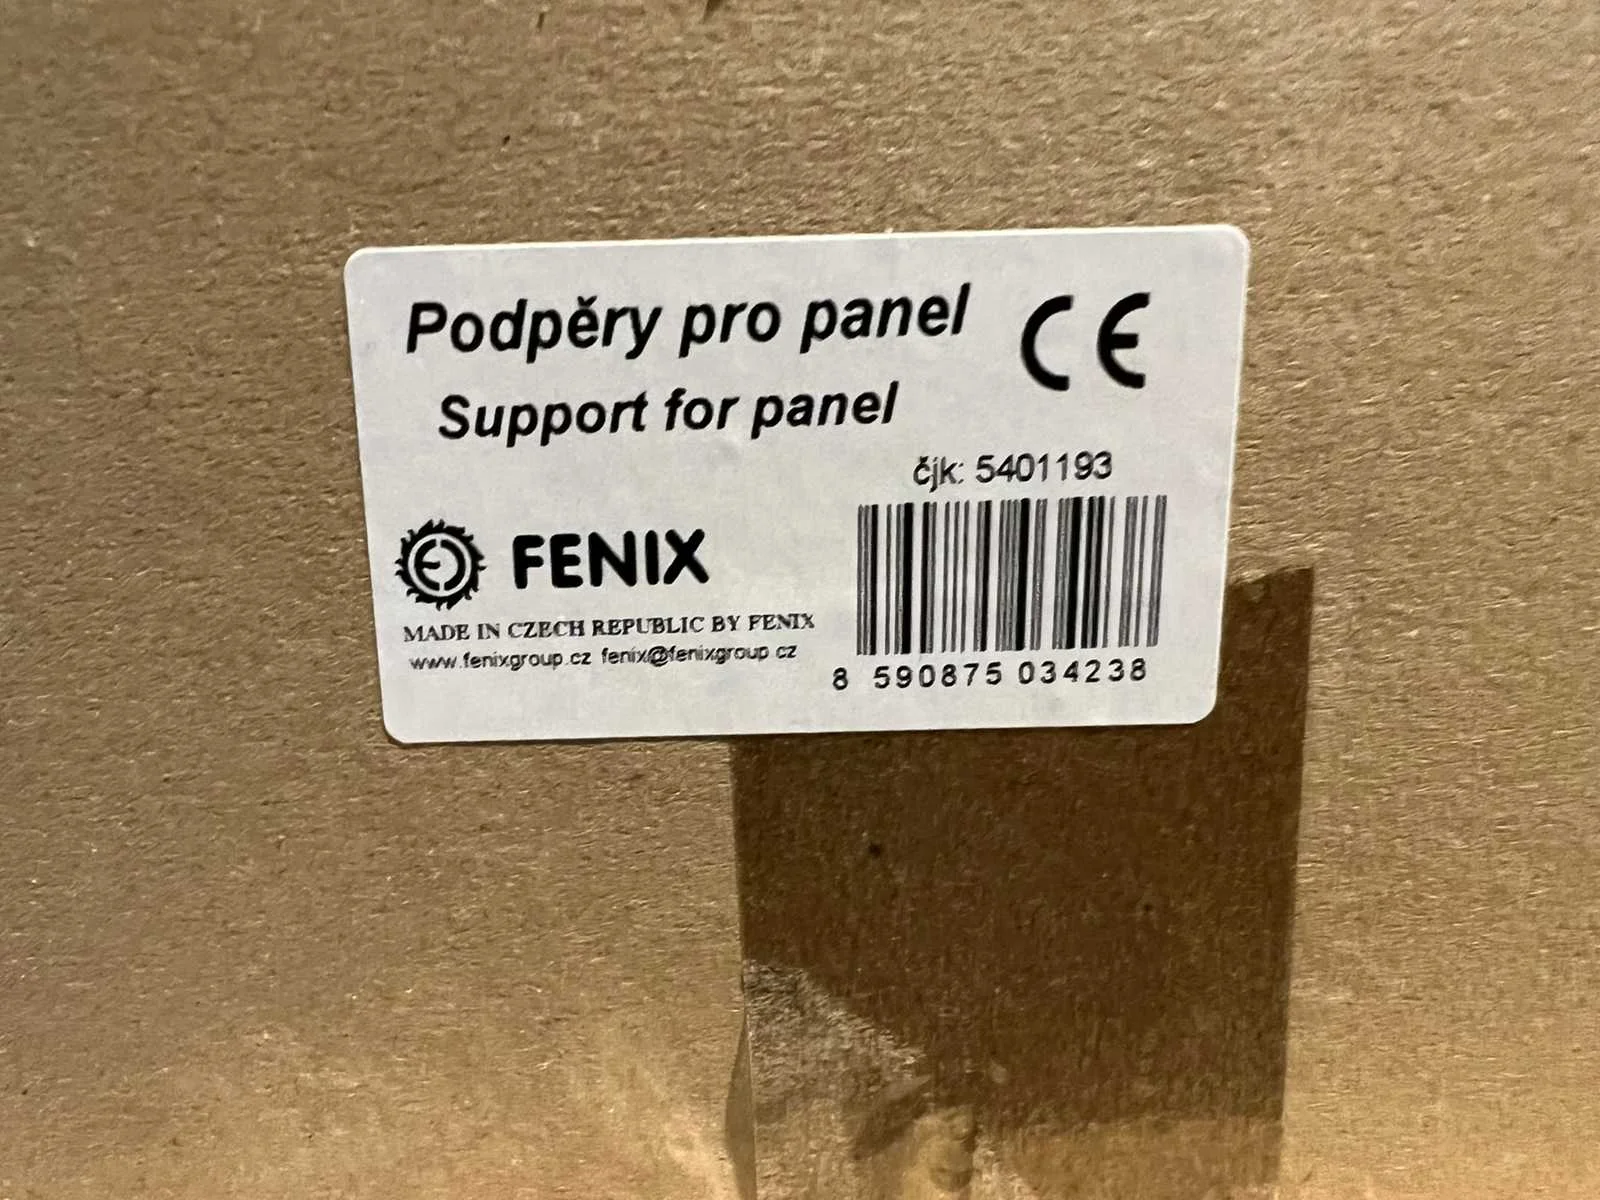 Podpěry pro panel
Support for panel
CE
čjk: 5401193
FENIX
MADE IN CZECH REPUBLIC BY FENIX
www.fenixgroup.cz fenix@fenixgroup.cz
8 590875 034238